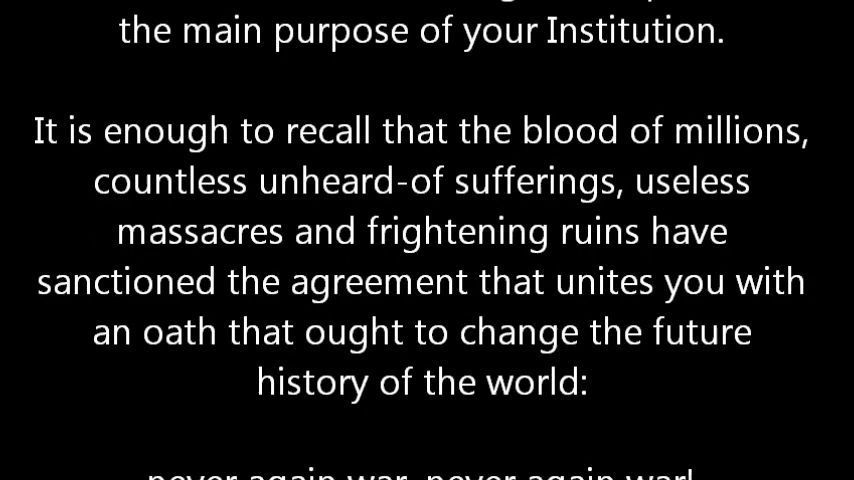 the main purpose of your Institution.
It is enough to recall that the blood of millions,
countless unheard-of sufferings, useless
massacres and frightening ruins have
sanctioned the agreement that unites you with
an oath that ought to change the future
history of the world:
never again war, never again war!